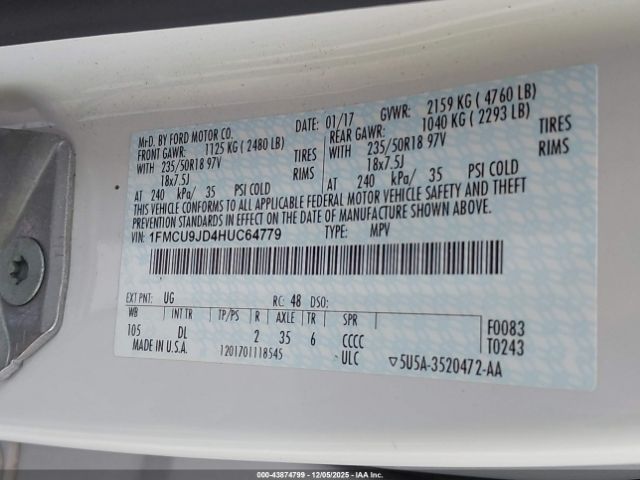 MFD. BY FORD MOTOR CO.
01/17 GVWR: 2159 KG ( 4760 LB)
FRONT GAWR: 1125 KG ( 2480 LB)
REAR GAWR: 1040 KG ( 2293 LB)
WITH 235/50R18 97V TIRES
WITH 235/50R18 97V TIRES
18x7.5J RIMS
18x7.5J RIMS
AT 240 kPa/ 35 PSI COLD
AT 240 kPa/ 35 PSI COLD
THIS VEHICLE CONFORMS TO ALL APPLICABLE FEDERAL MOTOR VEHICLE SAFETY AND THEFT
PREVENTION STANDARDS IN EFFECT ON THE DATE OF MANUFACTURE SHOWN ABOVE.
VIN: 1FMCU9JD4HUC64779 TYPE: MPV
EXT PNT: UG RC: 48 DSO:
WB INT TR TP/PS R AXLE TR SPR
105 DL 2 35 6 CCCC
F0083
T0243
MADE IN U.S.A. 1201701118545 ULC
▽5U5A-3520472-AA
000-43874799 - 12/05/2025 - IAA Inc.